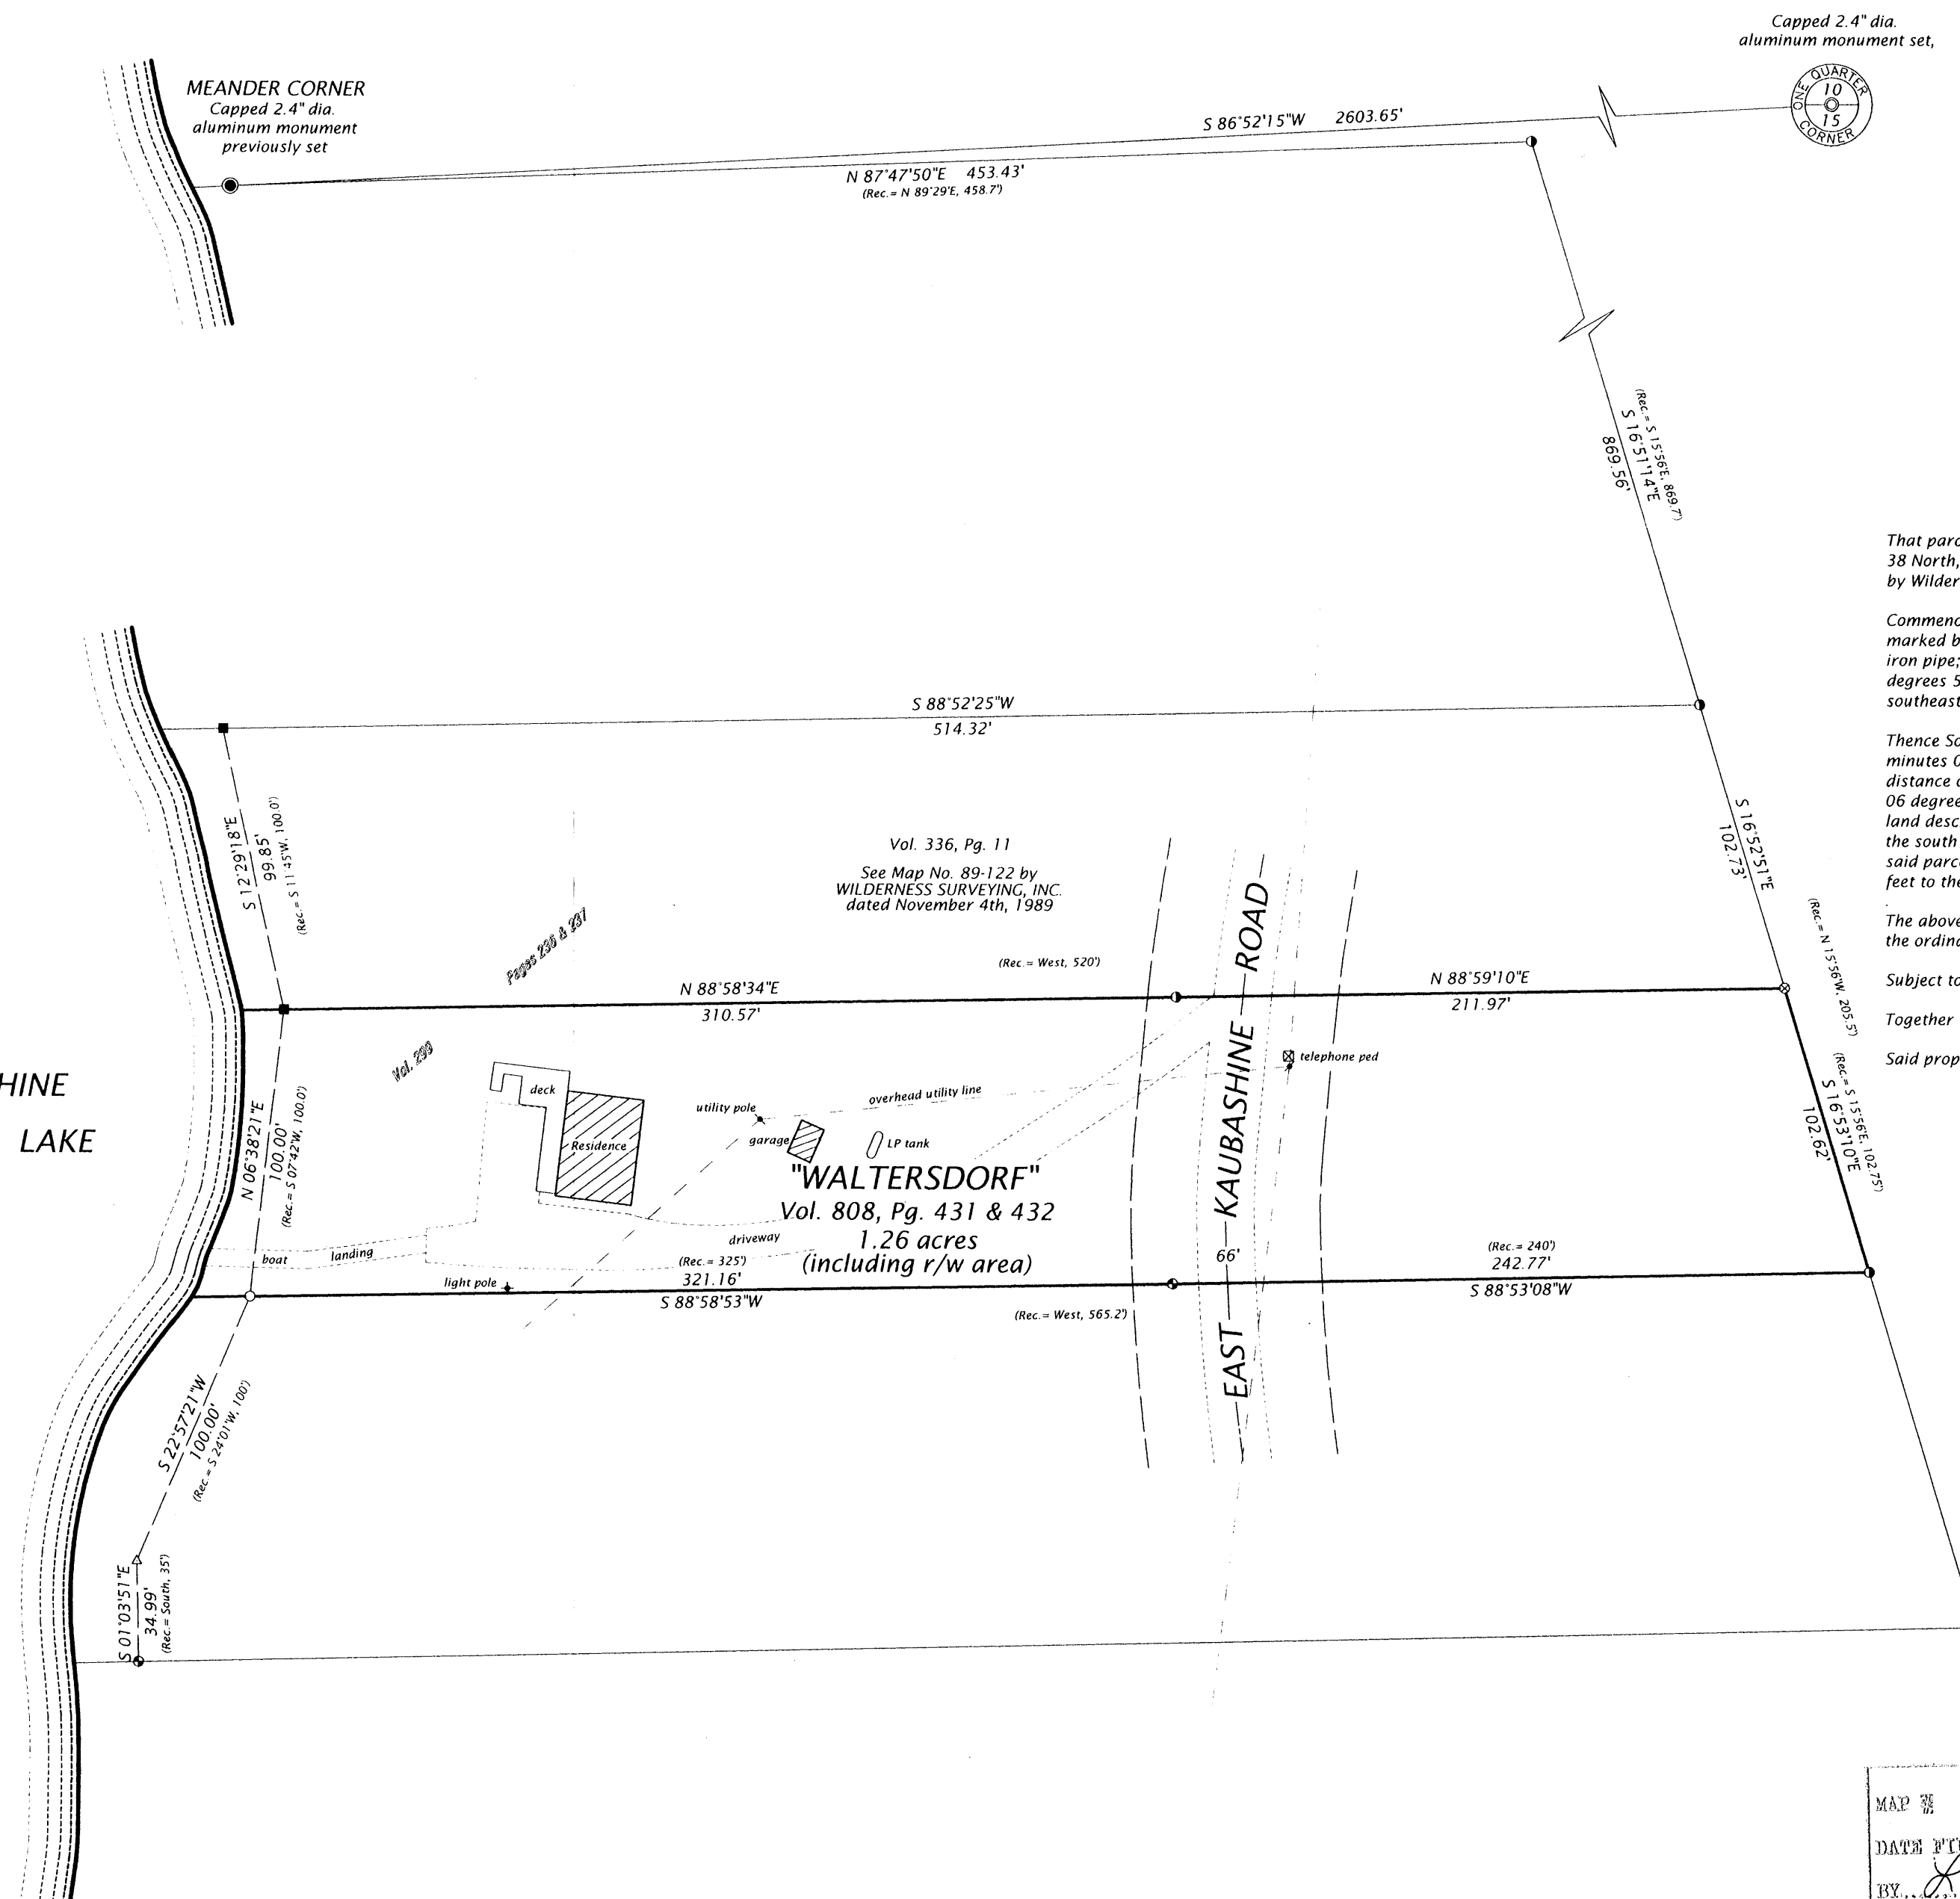 Capped 2.4" dia.
aluminum monument set,
ONE QUARTER
10
15
CORNER
MEANDER CORNER
Capped 2.4" dia.
aluminum monument
previously set
S 86°52'15"W 2603.65'
N 87°47'50"E 453.43'
(Rec.= N 89°29'E, 458.7')
(Rec.= S 15°56'E, 869.7')
S 16°51'14"E
869.56'
That parc
38 North,
by Wilder
Commenc
marked b
iron pipe;
degrees 5
southeast
Thence So
minutes 0
distance o
06 degree
land desc
the south
said parc
feet to the
The above
the ordina
Subject to
Together
Said prop
S 88°52'25"W
514.32'
S 12°29'18"E
99.85'
(Rec.= S 11°45'W, 100.0')
S 16°52'51"E
102.73'
Vol. 336, Pg. 11
See Map No. 89-122 by
WILDERNESS SURVEYING, INC.
dated November 4th, 1989
Pages 236 & 237
Vol. 299
(Rec.= West, 520')
N 88°58'34"E
310.57'
N 88°59'10"E
211.97'
(Rec.= N 15°56'W, 205.5')
(Rec.= S 15°56'E, 102.75')
S 16°53'10"E
102.62'
HINE
LAKE
N 06°38'21"E
100.00'
(Rec.= S 07°42'W, 100.0')
deck
Residence
utility pole
overhead utility line
telephone ped
garage
LP tank
EAST KAUBASHINE ROAD
66'
"WALTERSDORF"
Vol. 808, Pg. 431 & 432
1.26 acres
(including r/w area)
driveway
boat landing
light pole
(Rec.= 325')
321.16'
S 88°58'53"W
(Rec.= West, 565.2')
(Rec.= 240')
242.77'
S 88°53'08"W
S 22°57'21"W
100.00'
(Rec.= S 24°01'W, 100')
S 01°03'51"E
34.99'
(Rec.= South, 35')
MAP #
DATE FI
BY